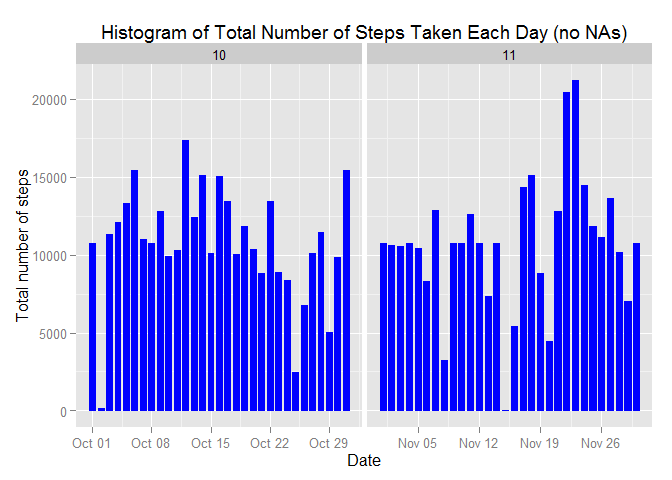 Histogram of Total Number of Steps Taken Each Day (no NAs)
10 11
Total number of steps
20000
15000
10000
5000
0
Oct 01 Oct 08 Oct 15 Oct 22 Oct 29 Nov 05 Nov 12 Nov 19 Nov 26
Date